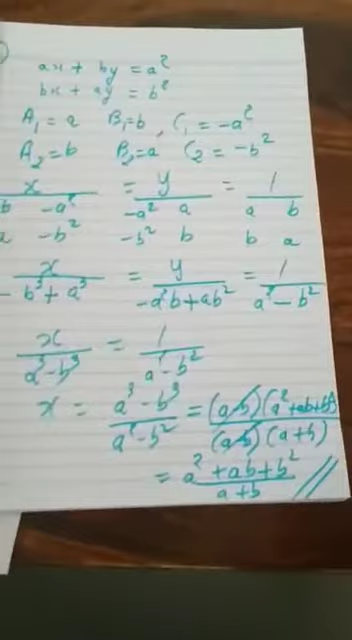 ax + by = a²
bx + ay = b²
A₁ = a B₁ = b, C₁ = -a²
A₂ = b B₂ = a C₂ = -b²
x = y = 1
b -a² -a² a a b
a -b² -b² b b a
x = y = 1
- b³ + a³ -a²b + ab² a² - b²
x = 1
a³ - b³ a² - b²
x = a³ - b³ = (a-b)(a² + ab + b²)
a² - b² (a-b)(a+b)
= a² + ab + b²
a + b